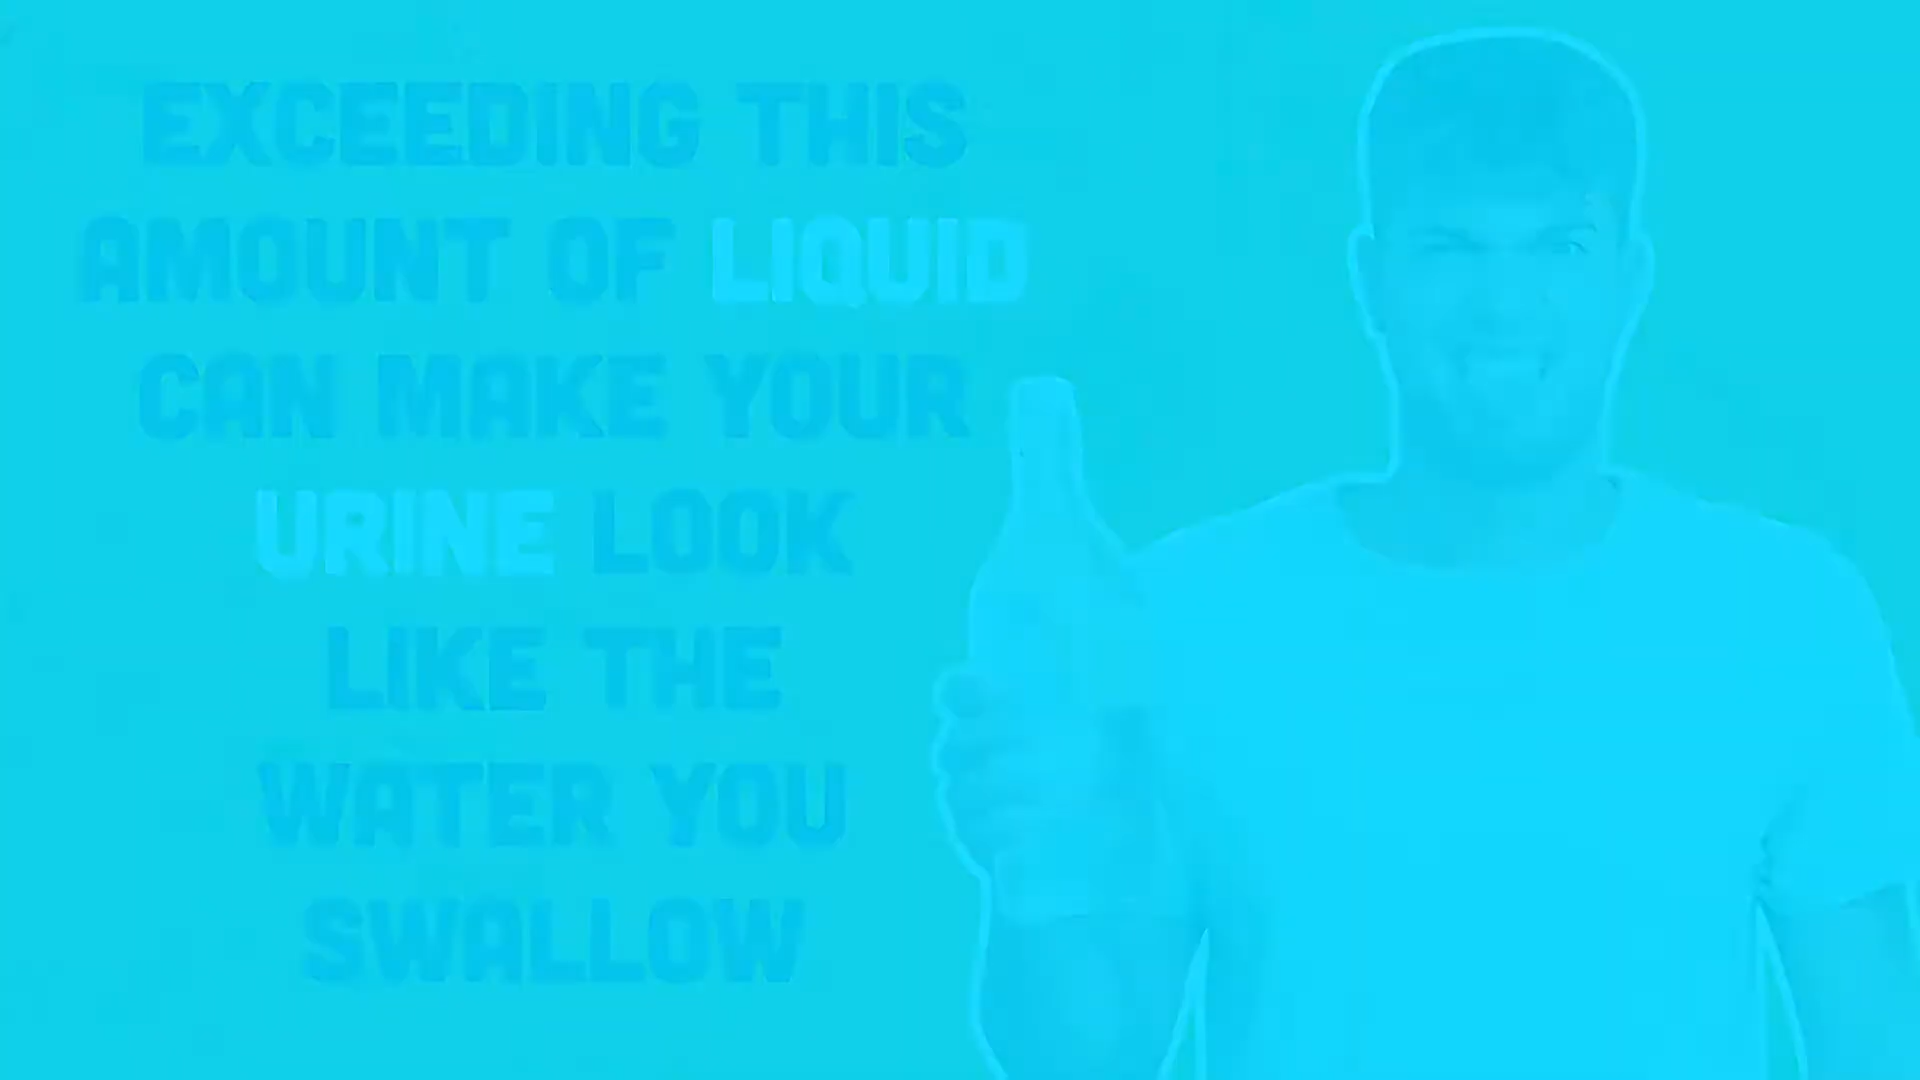 EXCEEDING THIS
AMOUNT OF LIQUID
CAN MAKE YOUR
URINE LOOK
LIKE THE
WATER YOU
SWALLOW